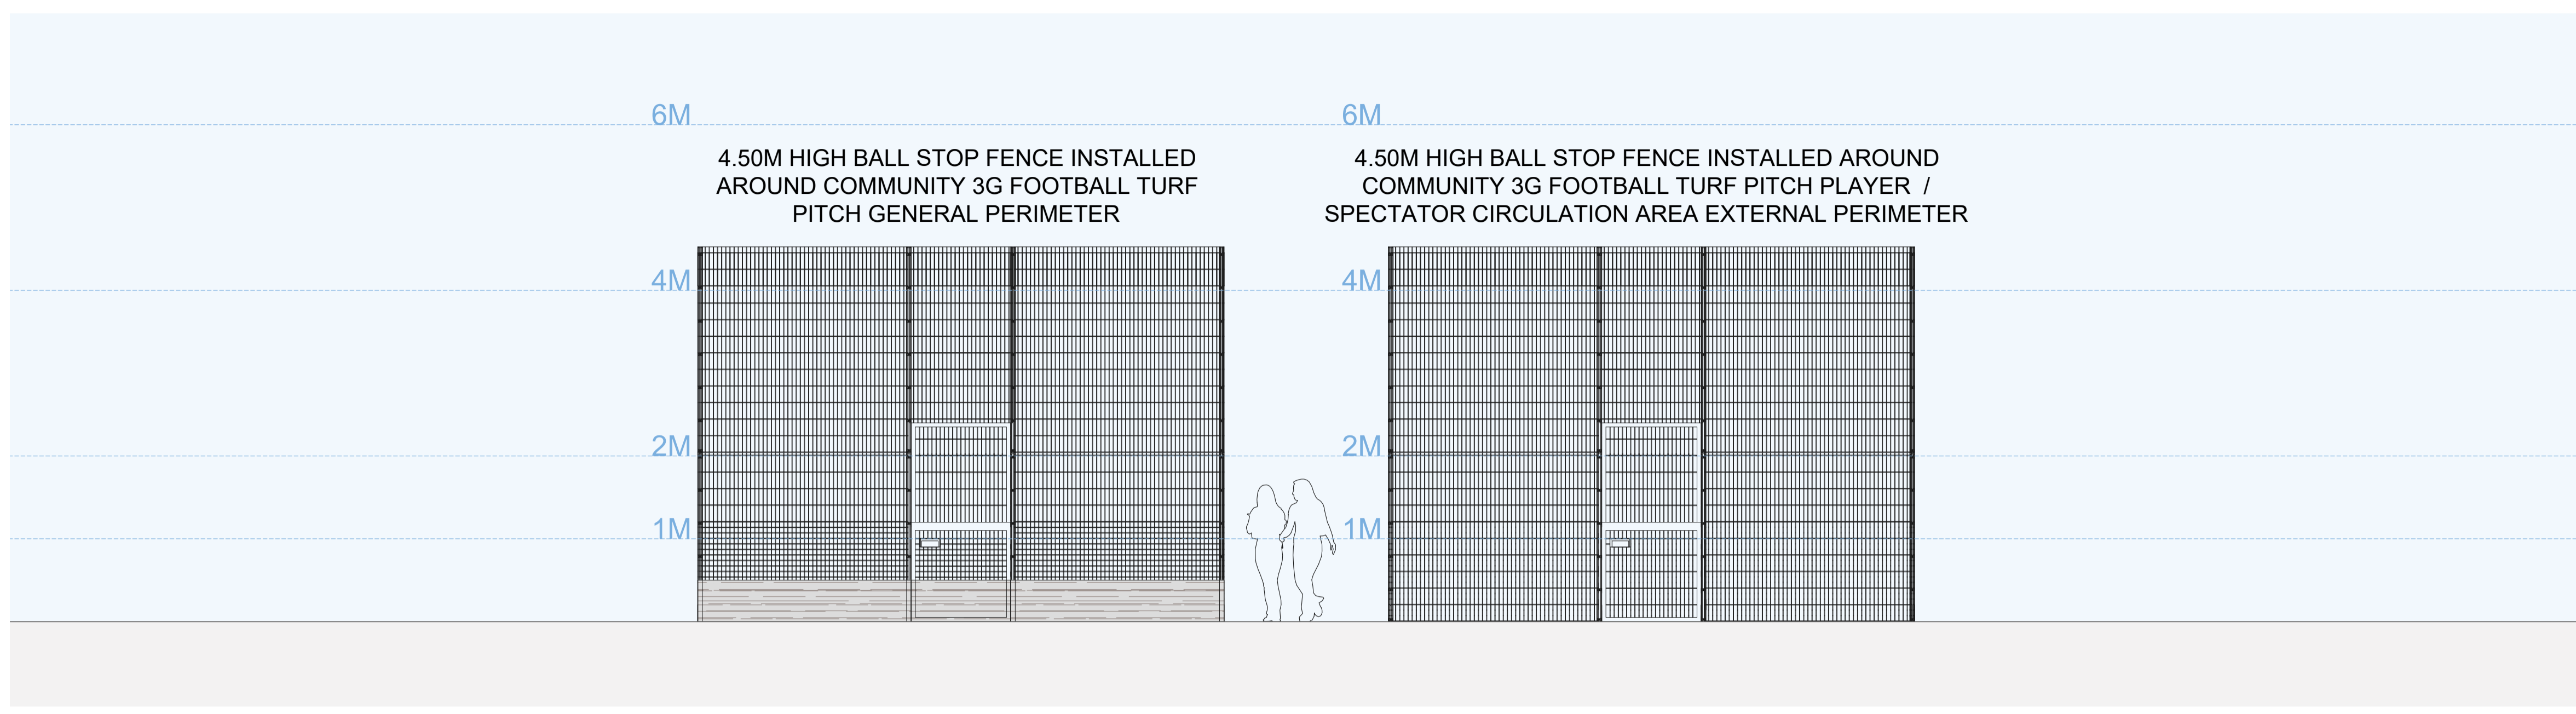 6M
4.50M HIGH BALL STOP FENCE INSTALLED
AROUND COMMUNITY 3G FOOTBALL TURF
PITCH GENERAL PERIMETER
4M
2M
1M
6M
4.50M HIGH BALL STOP FENCE INSTALLED AROUND
COMMUNITY 3G FOOTBALL TURF PITCH PLAYER /
SPECTATOR CIRCULATION AREA EXTERNAL PERIMETER
4M
2M
1M